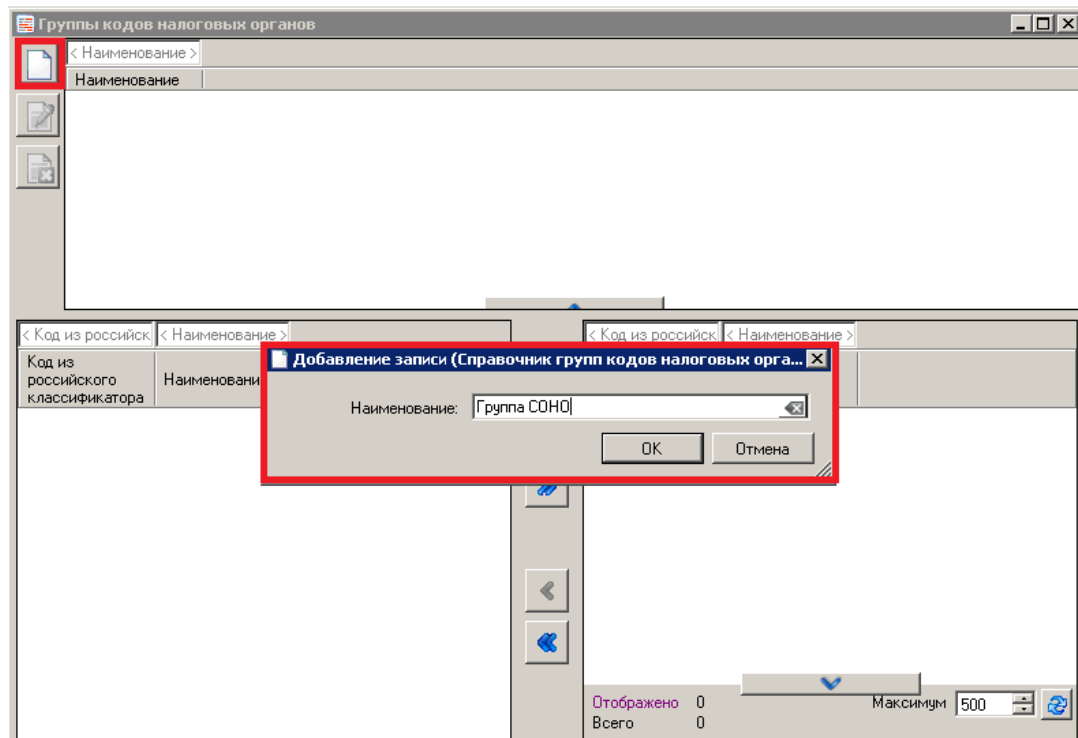 Группы кодов налоговых органов
< Наименование >
Наименование
< Код из российск < Наименование >
< Код из российск < Наименование >
Код из
российского
классификатора
Наименовани
Добавление записи (Справочник групп кодов налоговых орга...
Наименование: Группа СОНО
OK Отмена
Отображено 0 Максимум 500
Всего 0